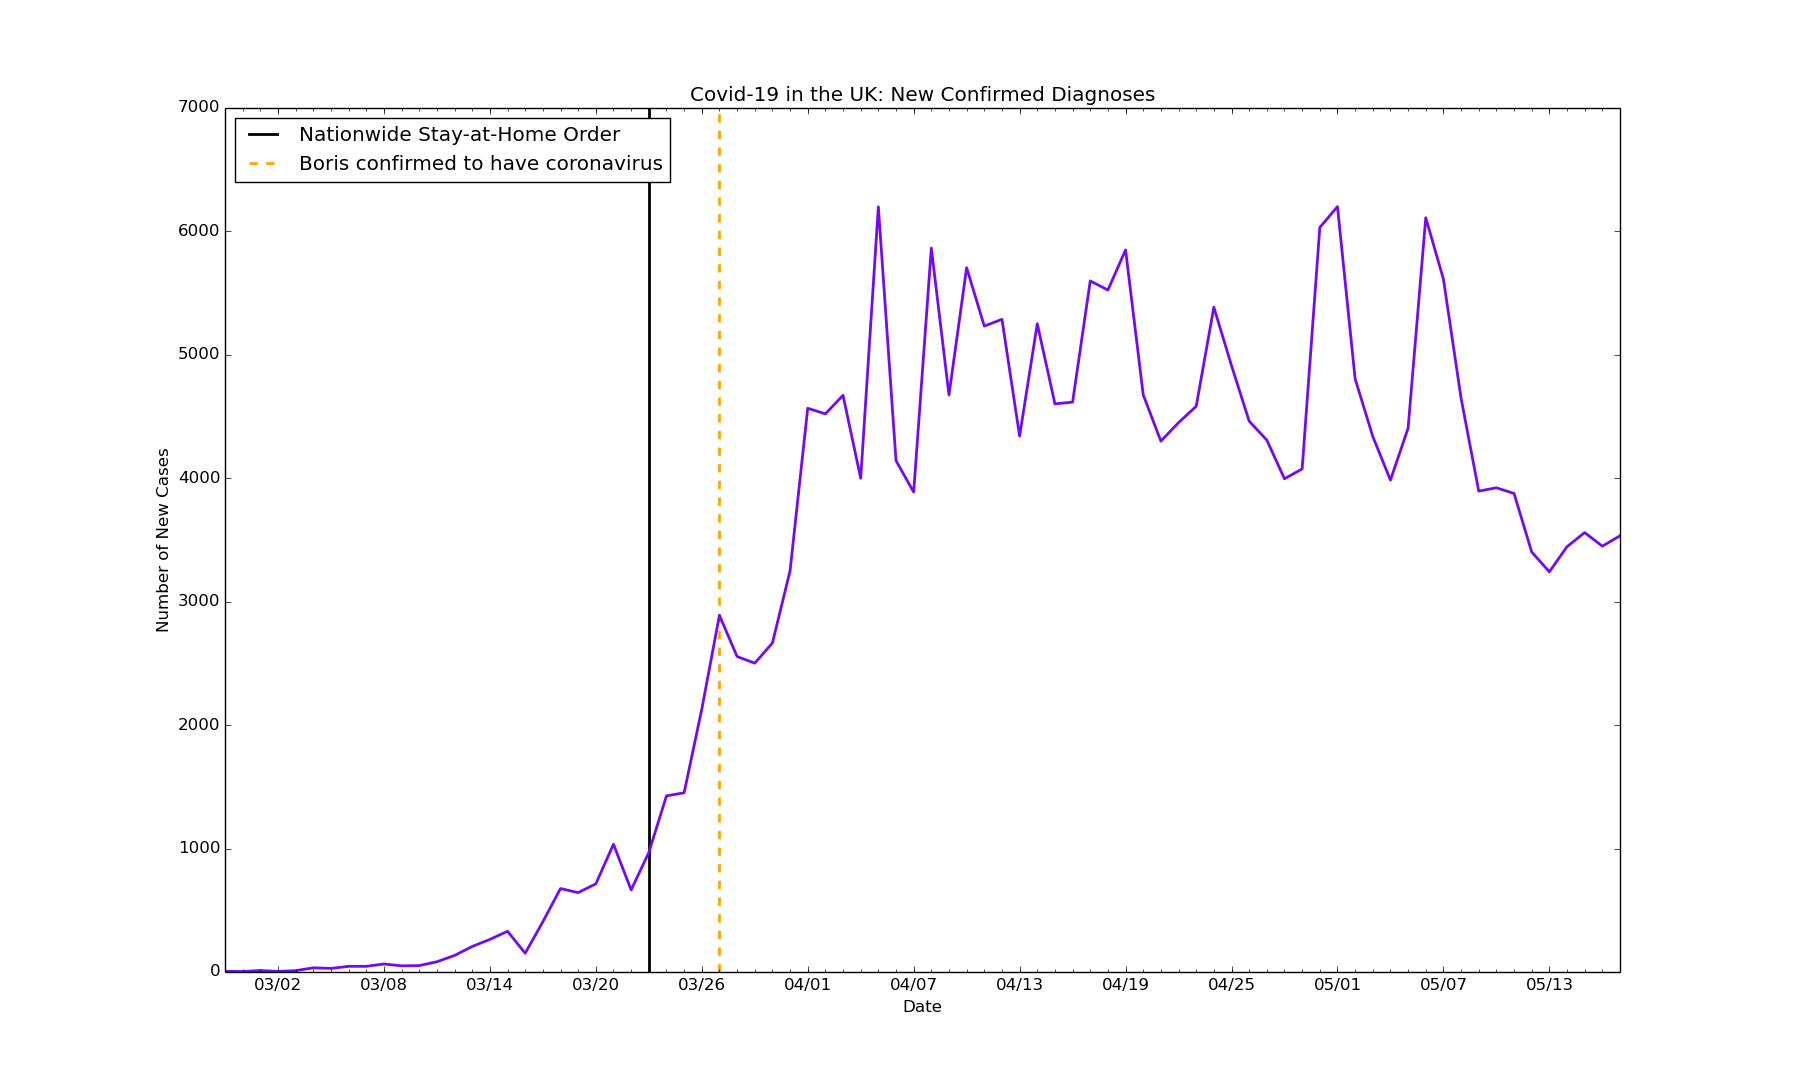 Covid-19 in the UK: New Confirmed Diagnoses
Nationwide Stay-at-Home Order
Boris confirmed to have coronavirus
7000
6000
5000
4000
3000
2000
1000
0
Number of New Cases
03/02 03/08 03/14 03/20 03/26 04/01 04/07 04/13 04/19 04/25 05/01 05/07 05/13
Date